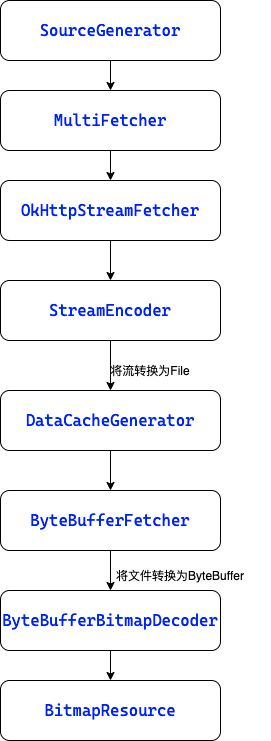 SourceGenerator
MultiFetcher
OkHttpStreamFetcher
StreamEncoder
将流转换为File
DataCacheGenerator
ByteBufferFetcher
将文件转换为ByteBuffer
ByteBufferBitmapDecoder
BitmapResource